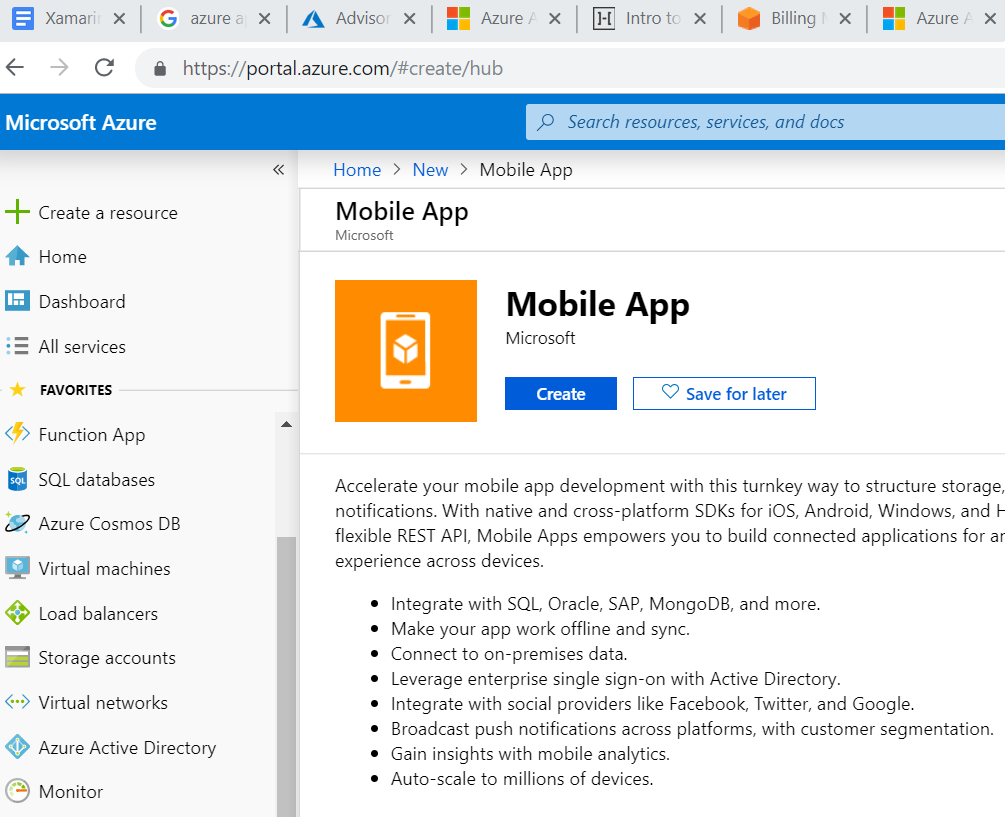 Xamari
azure a
Advisor
Azure A
Intro to
Billing
Azure A
https://portal.azure.com/#create/hub
Microsoft Azure
Search resources, services, and docs
Home > New > Mobile App
Mobile App
Microsoft
Create a resource
Home
Dashboard
All services
FAVORITES
Function App
SQL databases
Azure Cosmos DB
Virtual machines
Load balancers
Storage accounts
Virtual networks
Azure Active Directory
Monitor
Mobile App
Microsoft
Create
Save for later
Accelerate your mobile app development with this turnkey way to structure storage,
notifications. With native and cross-platform SDKs for iOS, Android, Windows, and H
flexible REST API, Mobile Apps empowers you to build connected applications for an
experience across devices.
Integrate with SQL, Oracle, SAP, MongoDB, and more.
Make your app work offline and sync.
Connect to on-premises data.
Leverage enterprise single sign-on with Active Directory.
Integrate with social providers like Facebook, Twitter, and Google.
Broadcast push notifications across platforms, with customer segmentation.
Gain insights with mobile analytics.
Auto-scale to millions of devices.